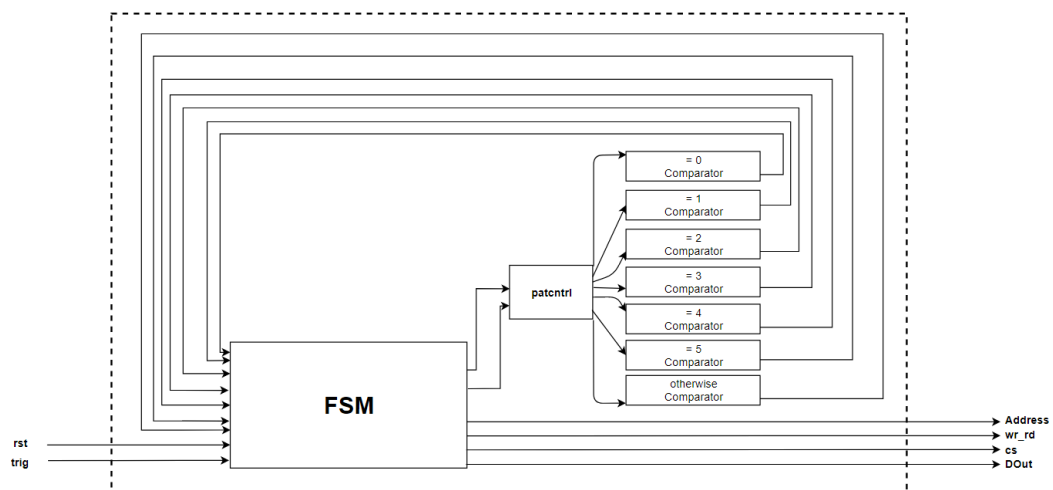 = 0
Comparator
= 1
Comparator
= 2
Comparator
= 3
Comparator
patcntrl
= 4
Comparator
= 5
Comparator
otherwise
Comparator
FSM
Address
wr_rd
rst
cs
trig
DOut